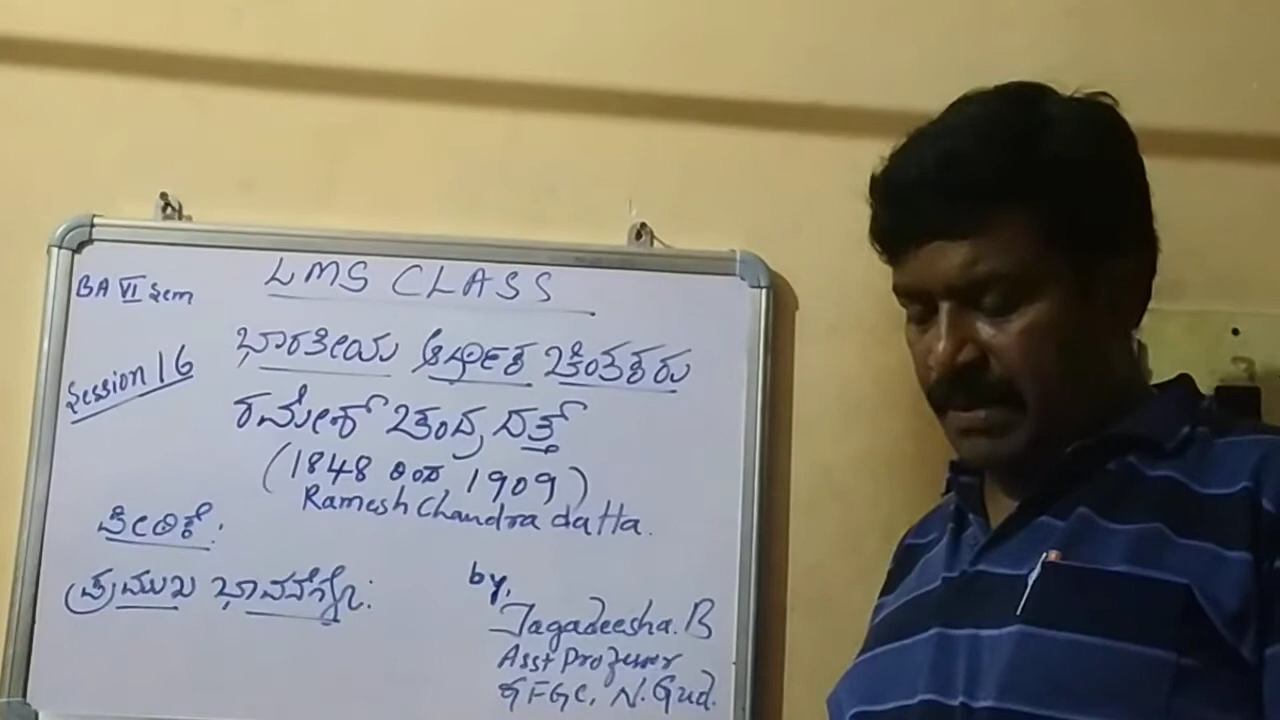 LMS CLASS
BA VI Sem
ಭಾರತೀಯ ಆರ್ಥಿಕ ಚಿಂತಕರು
Session 16
ರಮೇಶ್ ಚಂದ್ರ ದತ್ತ್
(1848 ರಿಂದ 1909)
Ramesh Chandra datta.
ಪೀಠಿಕೆ:
ಪ್ರಮುಖ ಭಾವನೆಗಳು:
by,
Jagadeesha. B
Asst Professor
GFGC, N. Gud.